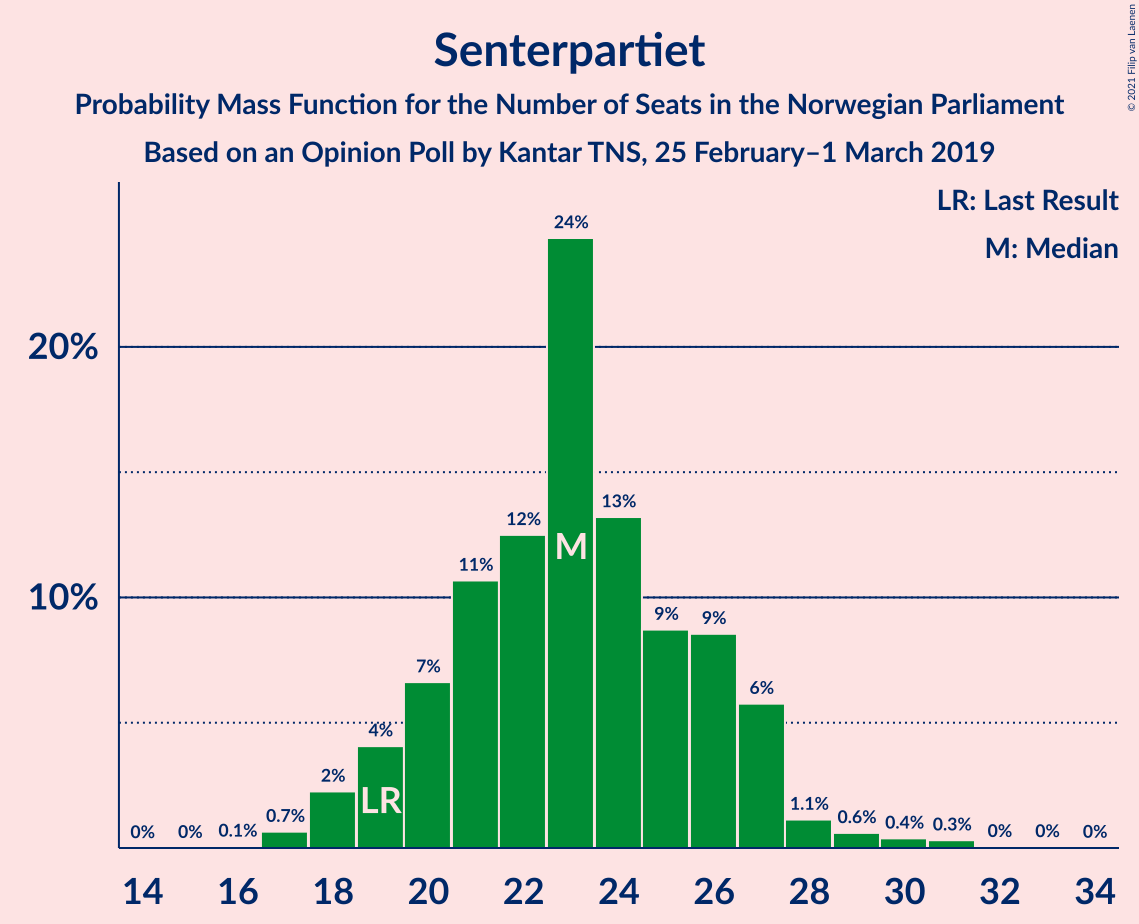 Senterpartiet
Probability Mass Function for the Number of Seats in the Norwegian Parliament
Based on an Opinion Poll by Kantar TNS, 25 February–1 March 2019
© 2021 Filip van Laenen
LR: Last Result
M: Median
20%
10%
0%
0%
0.1%
0.7%
2%
4%
7%
11%
12%
24%
13%
9%
9%
6%
1.1%
0.6%
0.4%
0.3%
0%
0%
0%
LR
M
14 16 18 20 22 24 26 28 30 32 34